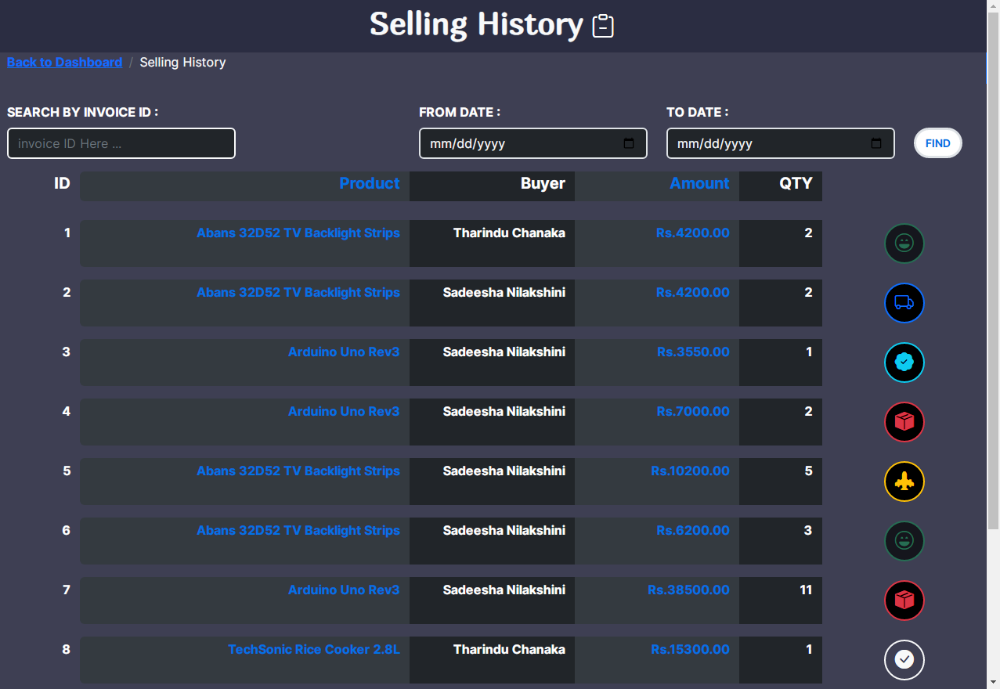 Selling History
Back to Dashboard / Selling History
SEARCH BY INVOICE ID : FROM DATE : TO DATE :
invoice ID Here ... mm/dd/yyyy mm/dd/yyyy FIND
ID Product Buyer Amount QTY
1 Abans 32D52 TV Backlight Strips Tharindu Chanaka Rs.4200.00 2
2 Abans 32D52 TV Backlight Strips Sadeesha Nilakshini Rs.4200.00 2
3 Arduino Uno Rev3 Sadeesha Nilakshini Rs.3550.00 1
4 Arduino Uno Rev3 Sadeesha Nilakshini Rs.7000.00 2
5 Abans 32D52 TV Backlight Strips Sadeesha Nilakshini Rs.10200.00 5
6 Abans 32D52 TV Backlight Strips Sadeesha Nilakshini Rs.6200.00 3
7 Arduino Uno Rev3 Sadeesha Nilakshini Rs.38500.00 11
8 TechSonic Rice Cooker 2.8L Tharindu Chanaka Rs.15300.00 1